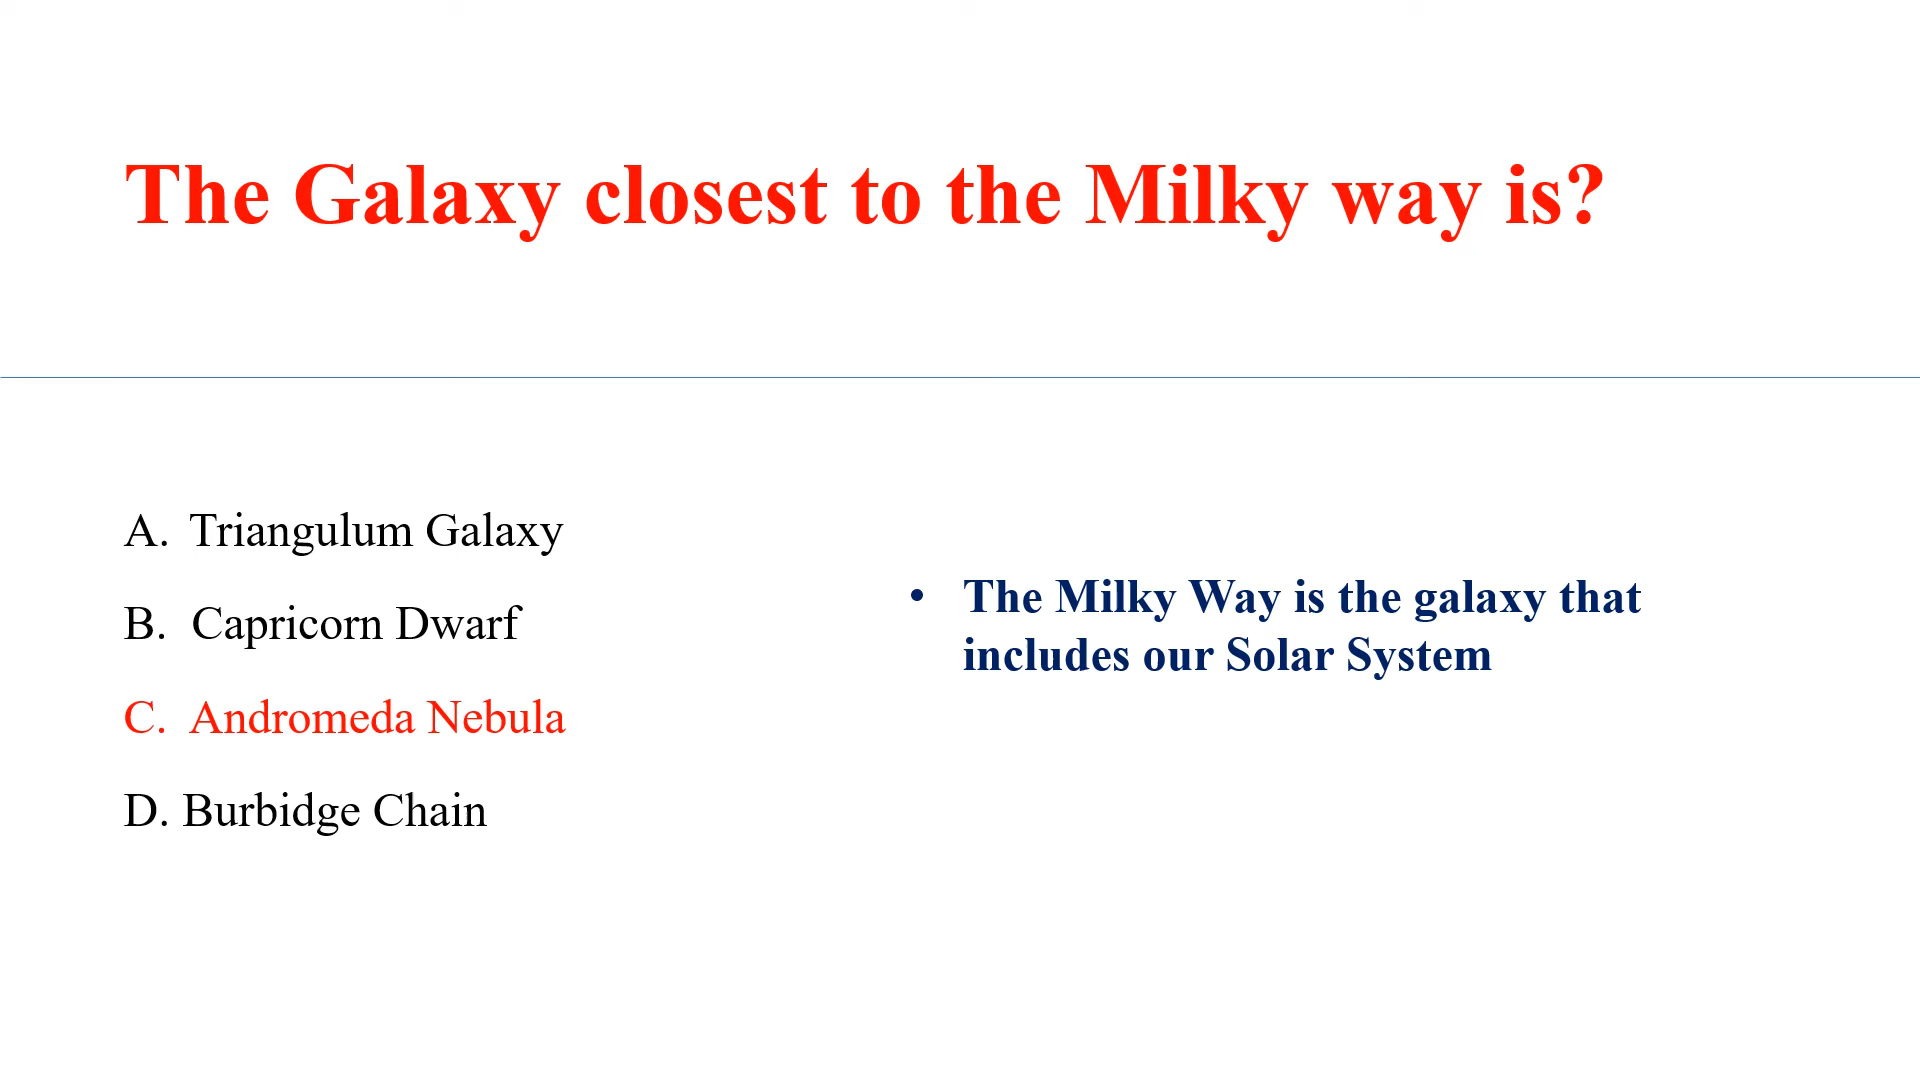 The Galaxy closest to the Milky way is?
A. Triangulum Galaxy
B. Capricorn Dwarf
C. Andromeda Nebula
D. Burbidge Chain
• The Milky Way is the galaxy that
includes our Solar System